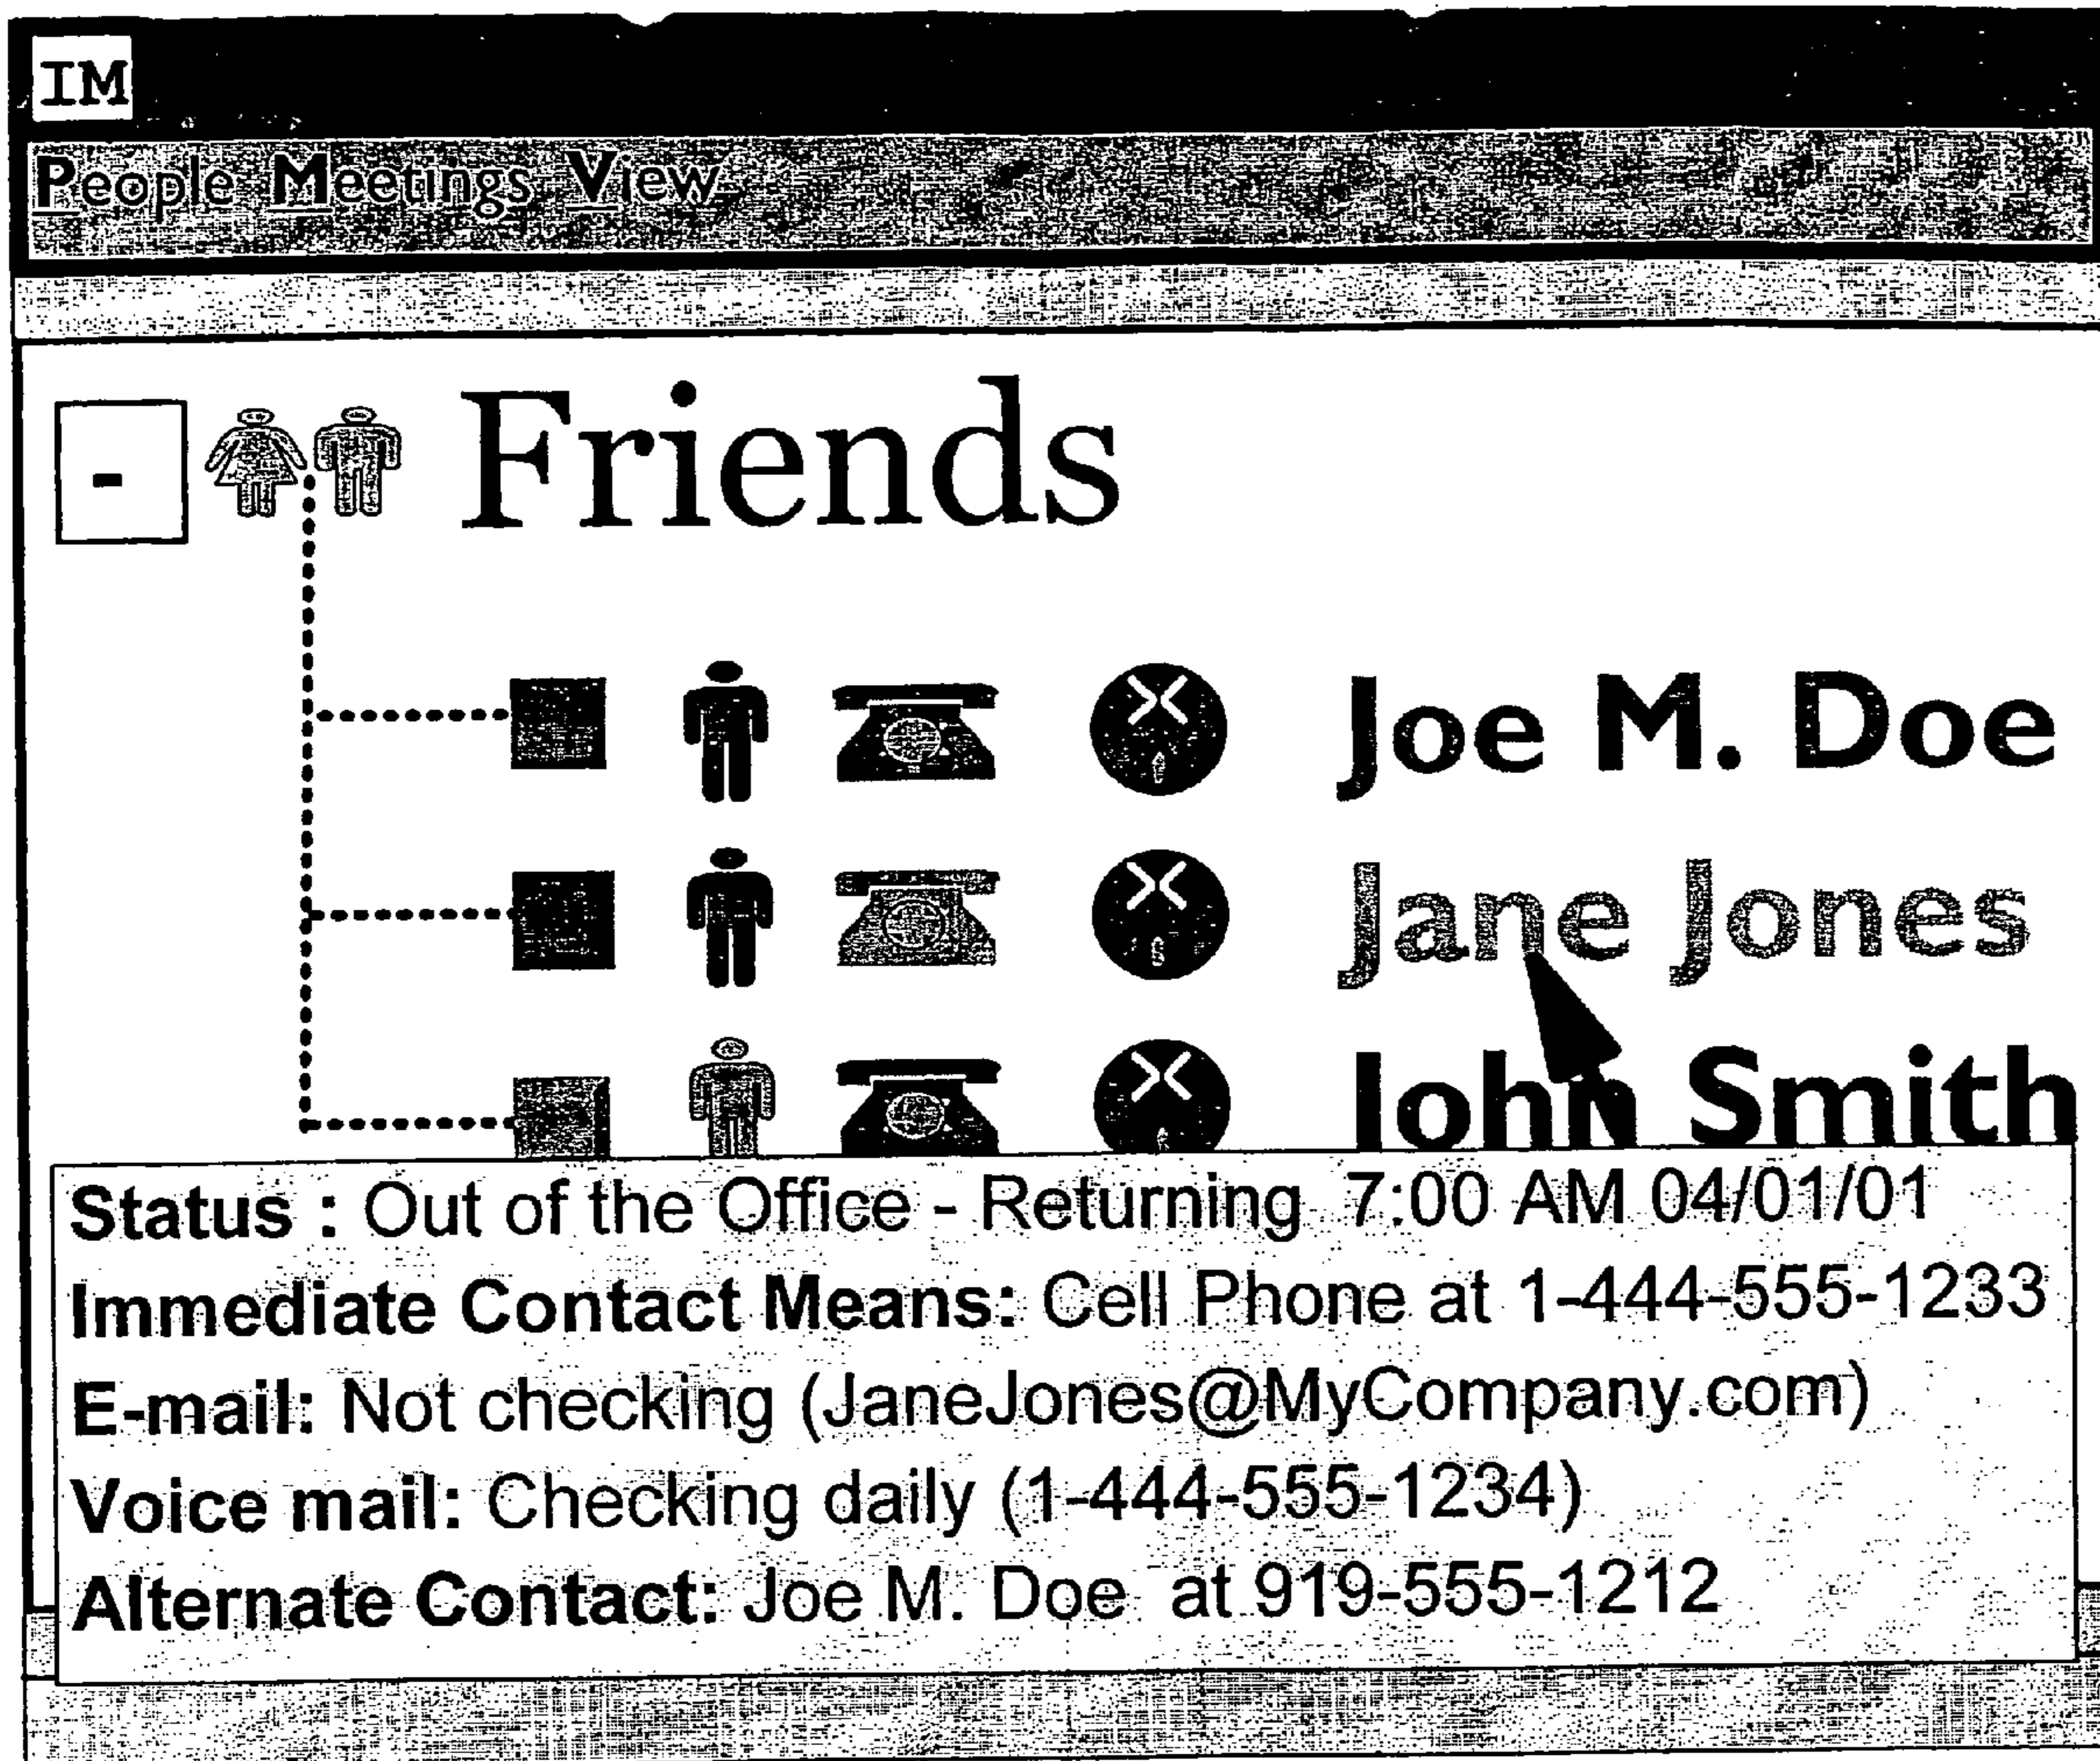 IM
People Meetings View
- Friends
Joe M. Doe
Jane Jones
John Smith
Status : Out of the Office - Returning 7:00 AM 04/01/01
Immediate Contact Means: Cell Phone at 1-444-555-1233
E-mail: Not checking (JaneJones@MyCompany.com)
Voice mail: Checking daily (1-444-555-1234)
Alternate Contact: Joe M. Doe at 919-555-1212